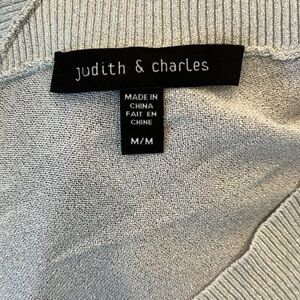 judith & charles
MADE IN
CHINA
FAIT EN
CHINE
M/M